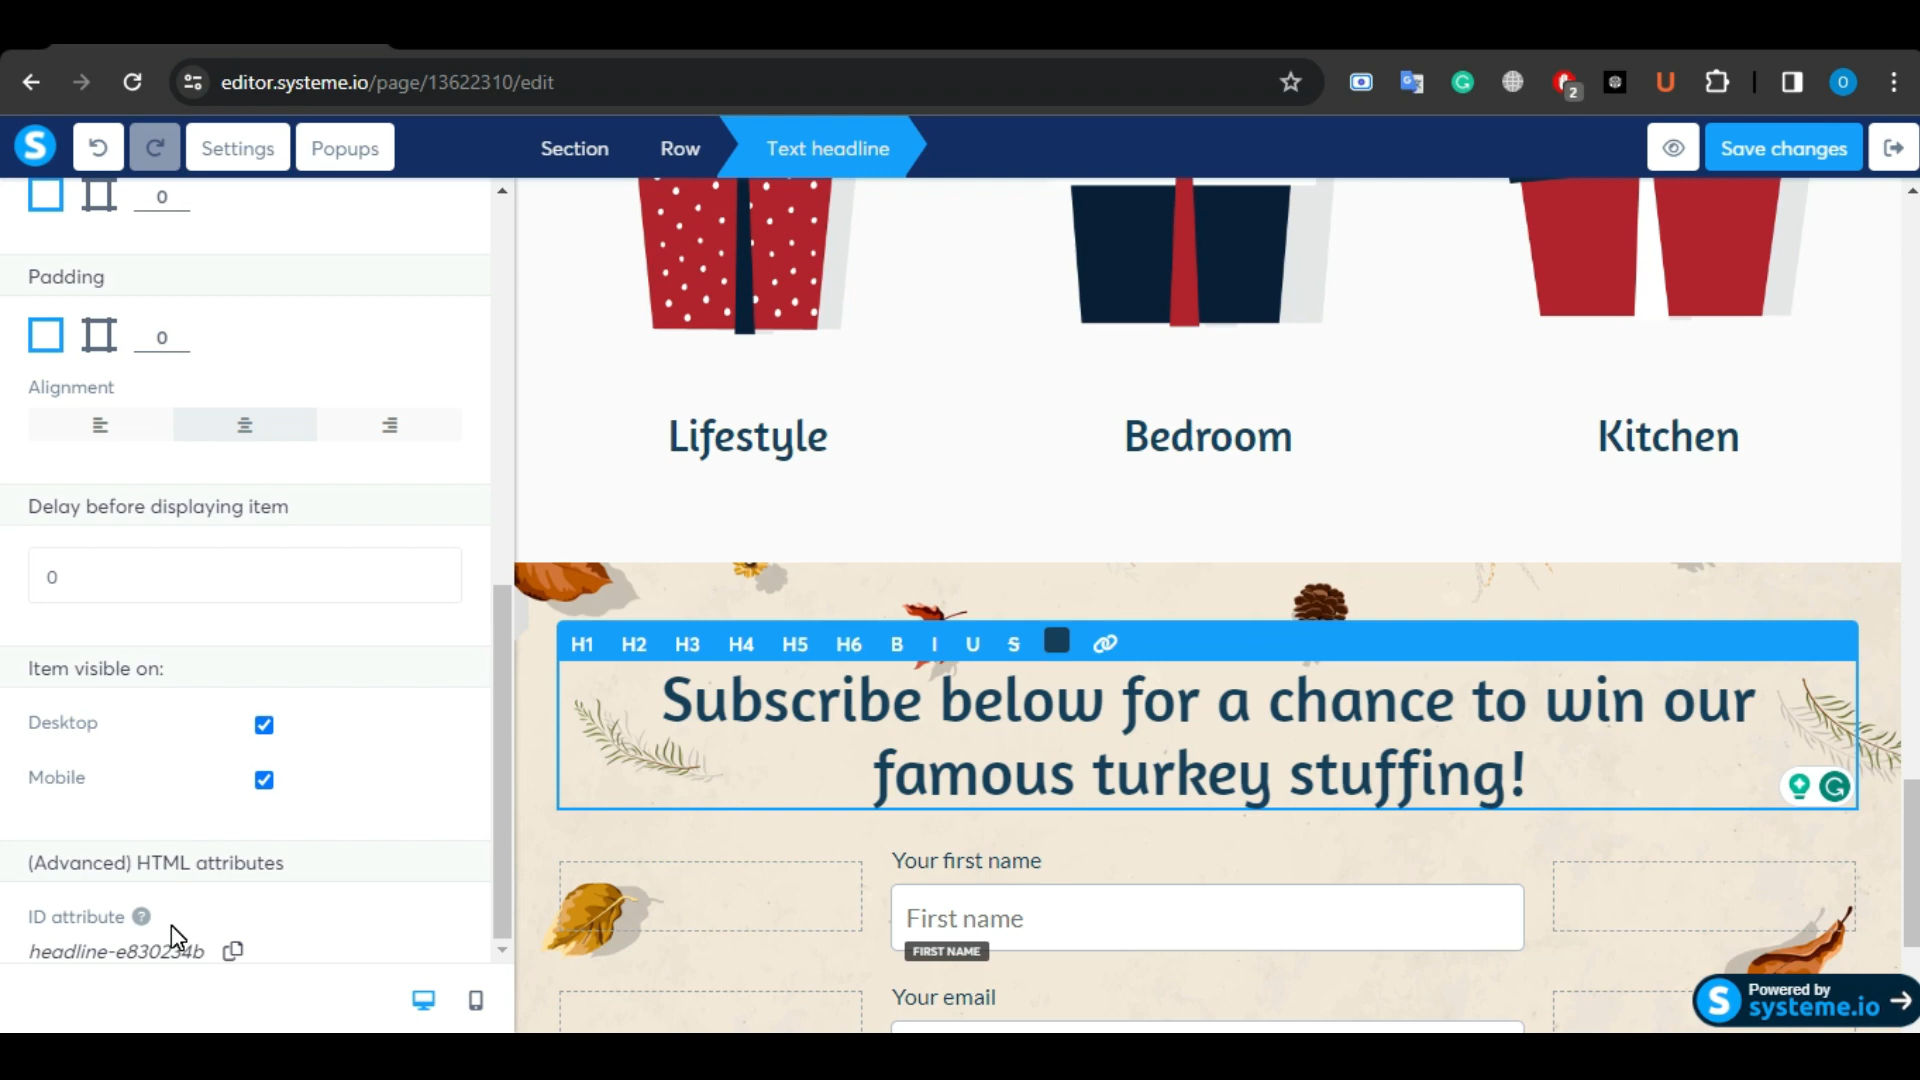 editor.systeme.io/page/13622310/edit
2
O
S
Settings
Popups
Section
Row
Text headline
Save changes
0
Padding
0
Alignment
Delay before displaying item
0
Item visible on:
Desktop
Mobile
(Advanced) HTML attributes
ID attribute ?
headline-e830234b
Lifestyle
Bedroom
Kitchen
H1 H2 H3 H4 H5 H6 B I U S
Subscribe below for a chance to win our
famous turkey stuffing!
Your first name
First name
FIRST NAME
Your email
S
Powered by
systeme.io